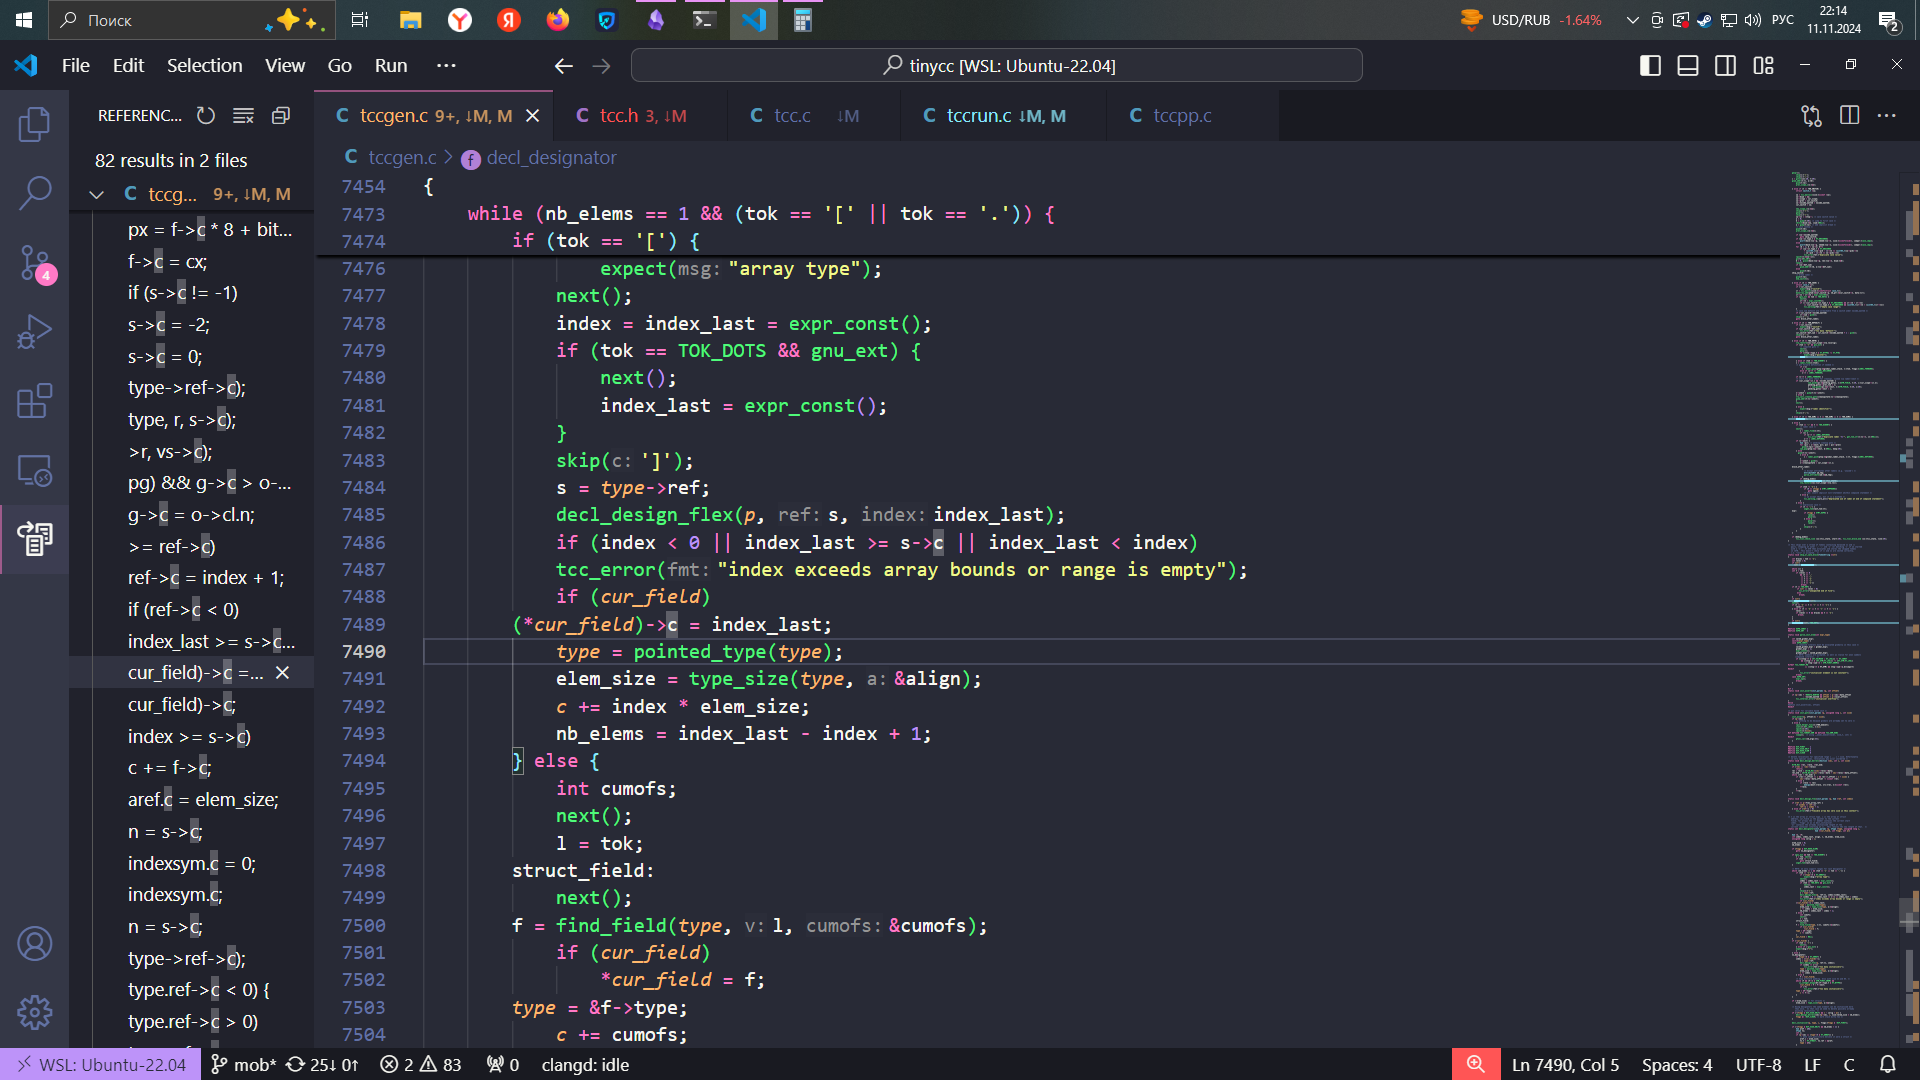 Поиск
USD/RUB -1.64%
РУС
22:14
11.11.2024
2
File Edit Selection View Go Run ···
tinycc [WSL: Ubuntu-22.04]
REFERENC...
C tccgen.c 9+, ↓M, M
C tcc.h 3, ↓M
C tcc.c ↓M
C tccrun.c ↓M, M
C tccpp.c
82 results in 2 files
C tccg... 9+, ↓M, M
px = f->c * 8 + bit...
f->c = cx;
if (s->c != -1)
s->c = -2;
s->c = 0;
type->ref->c);
type, r, s->c);
>r, vs->c);
pg) && g->c > o-...
g->c = o->cl.n;
>= ref->c)
ref->c = index + 1;
if (ref->c < 0)
index_last >= s->c...
cur_field)->c =...
cur_field)->c;
index >= s->c)
c += f->c;
aref.c = elem_size;
n = s->c;
indexsym.c = 0;
indexsym.c;
n = s->c;
type->ref->c);
type.ref->c < 0) {
type.ref->c > 0)
4
C tccgen.c > f decl_designator
7454 {
7473 while (nb_elems == 1 && (tok == '[' || tok == '.')) {
7474 if (tok == '[') {
7476 expect(msg: "array type");
7477 next();
7478 index = index_last = expr_const();
7479 if (tok == TOK_DOTS && gnu_ext) {
7480 next();
7481 index_last = expr_const();
7482 }
7483 skip(c: ']');
7484 s = type->ref;
7485 decl_design_flex(p, ref: s, index: index_last);
7486 if (index < 0 || index_last >= s->c || index_last < index)
7487 tcc_error(fmt: "index exceeds array bounds or range is empty");
7488 if (cur_field)
7489 (*cur_field)->c = index_last;
7490 type = pointed_type(type);
7491 elem_size = type_size(type, a: &align);
7492 c += index * elem_size;
7493 nb_elems = index_last - index + 1;
7494 } else {
7495 int cumofs;
7496 next();
7497 l = tok;
7498 struct_field:
7499 next();
7500 f = find_field(type, v: l, cumofs: &cumofs);
7501 if (cur_field)
7502 *cur_field = f;
7503 type = &f->type;
7504 c += cumofs;
WSL: Ubuntu-22.04 mob* 25↓ 0↑ 2 83 0 clangd: idle
Ln 7490, Col 5 Spaces: 4 UTF-8 LF C